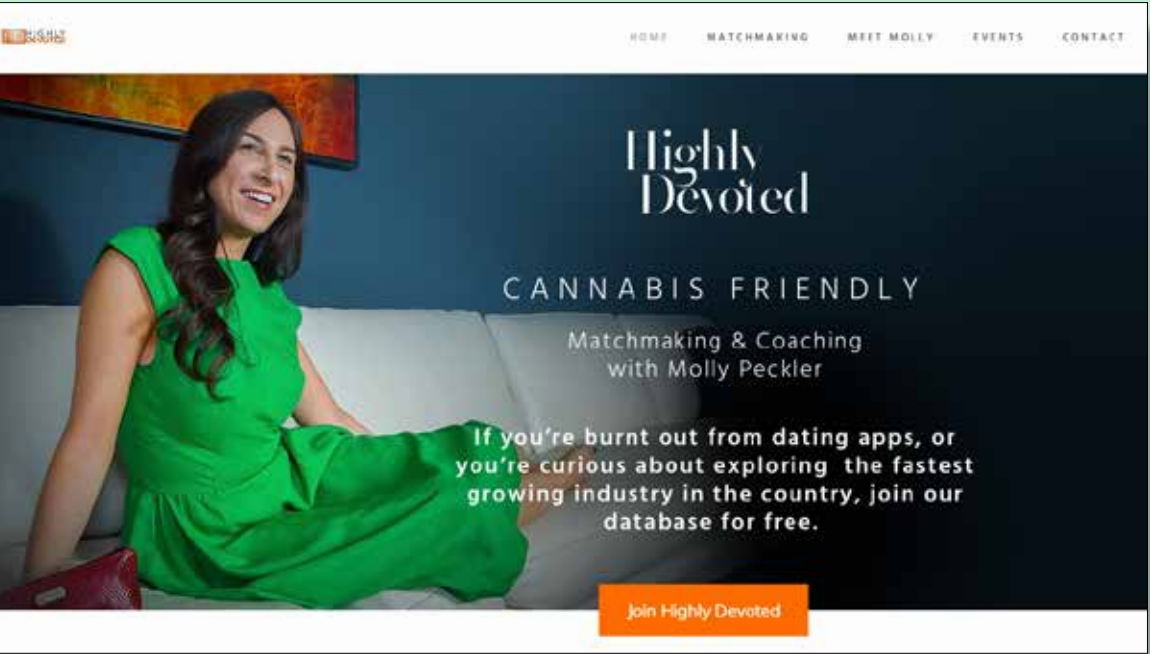 HIGHLY
DEVOTED
HOME MATCHMAKING MEET MOLLY EVENTS CONTACT
Highly
Devoted
CANNABIS FRIENDLY
Matchmaking & Coaching
with Molly Peckler
If you're burnt out from dating apps, or
you're curious about exploring the fastest
growing industry in the country, join our
database for free.
Join Highly Devoted